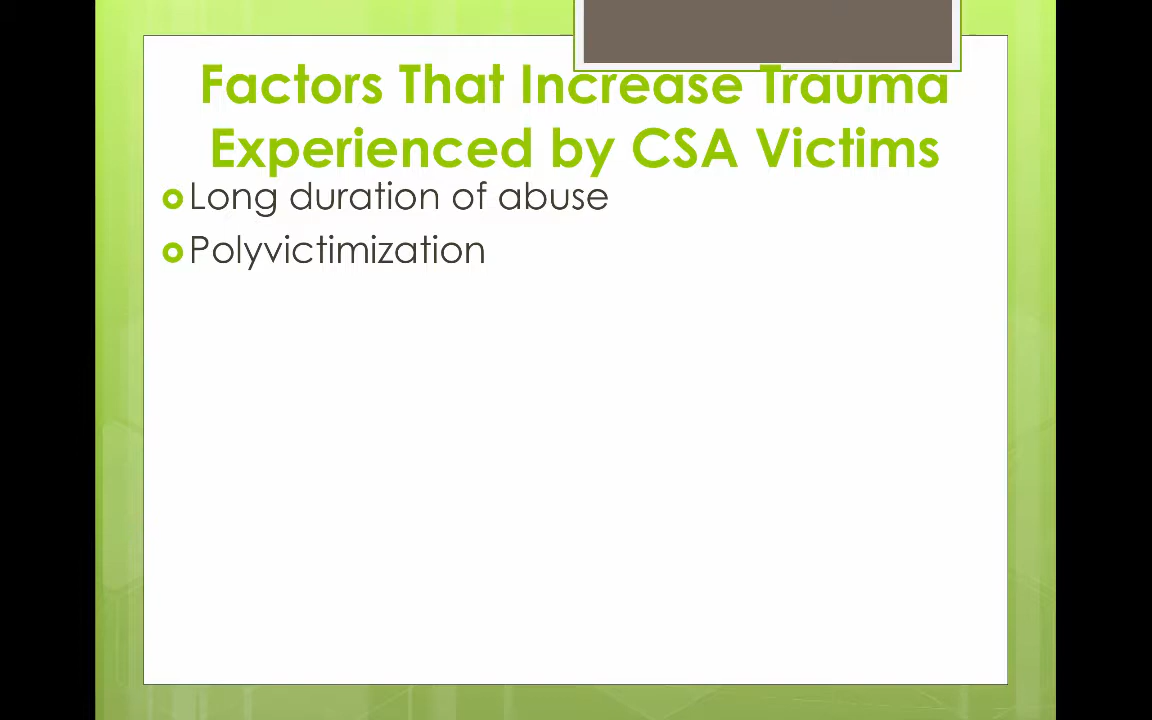 Factors That Increase Trauma
Experienced by CSA Victims
Long duration of abuse
Polyvictimization